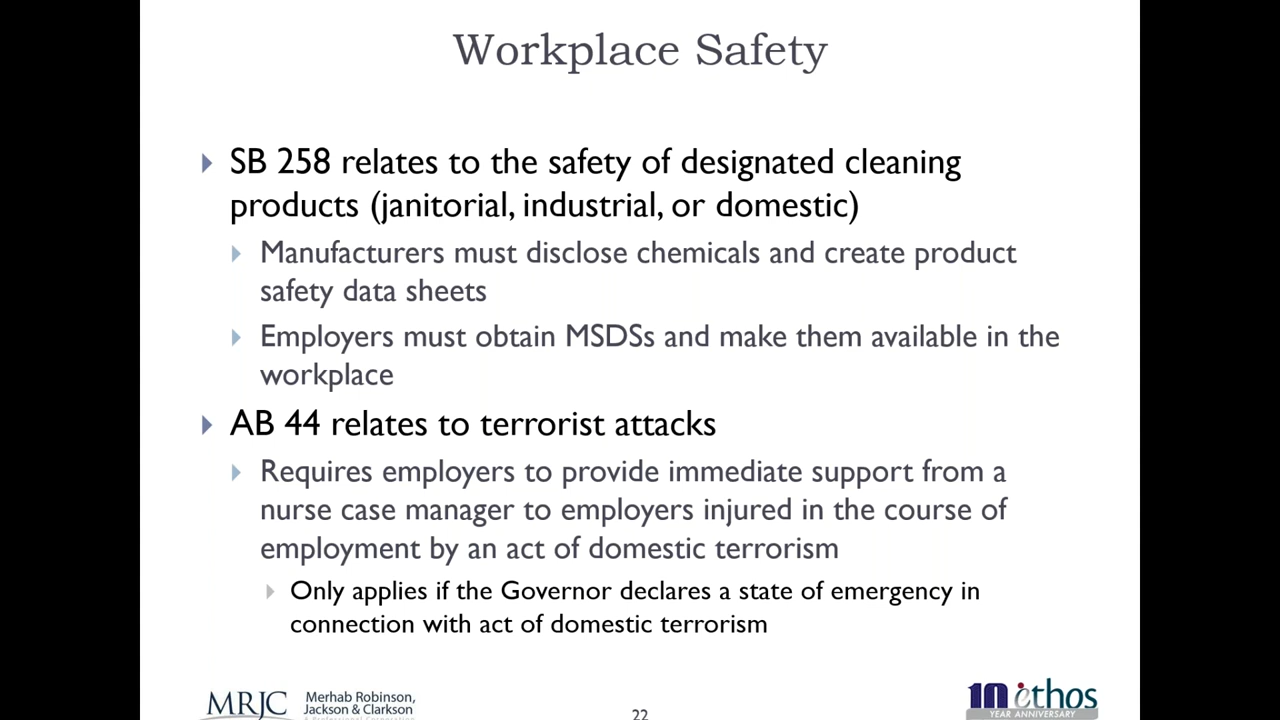 Workplace Safety
SB 258 relates to the safety of designated cleaning
products (janitorial, industrial, or domestic)
Manufacturers must disclose chemicals and create product
safety data sheets
Employers must obtain MSDSs and make them available in the
workplace
AB 44 relates to terrorist attacks
Requires employers to provide immediate support from a
nurse case manager to employers injured in the course of
employment by an act of domestic terrorism
Only applies if the Governor declares a state of emergency in
connection with act of domestic terrorism
MRJC
Merhab Robinson,
Jackson & Clarkson
A Professional Corporation
22
10 ethos
YEAR ANNIVERSARY